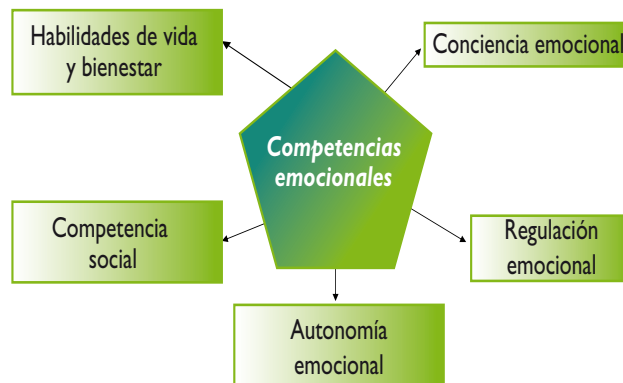 Habilidades de vida
y bienestar
Conciencia emocional
Competencias
emocionales
Competencia
social
Regulación
emocional
Autonomía
emocional